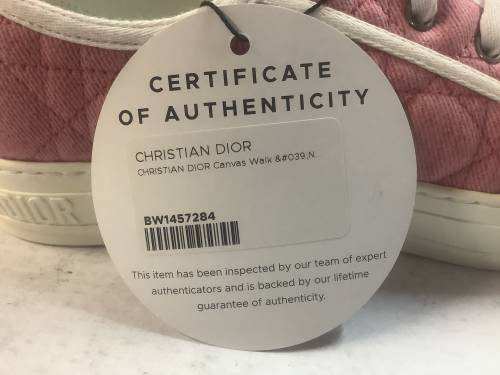 CERTIFICATE
OF AUTHENTICITY
CHRISTIAN DIOR
CHRISTIAN DIOR Canvas Walk &#039,N
BW1457284
This item has been inspected by our team of expert
authenticators and is backed by our lifetime
guarantee of authenticity.
DIOR